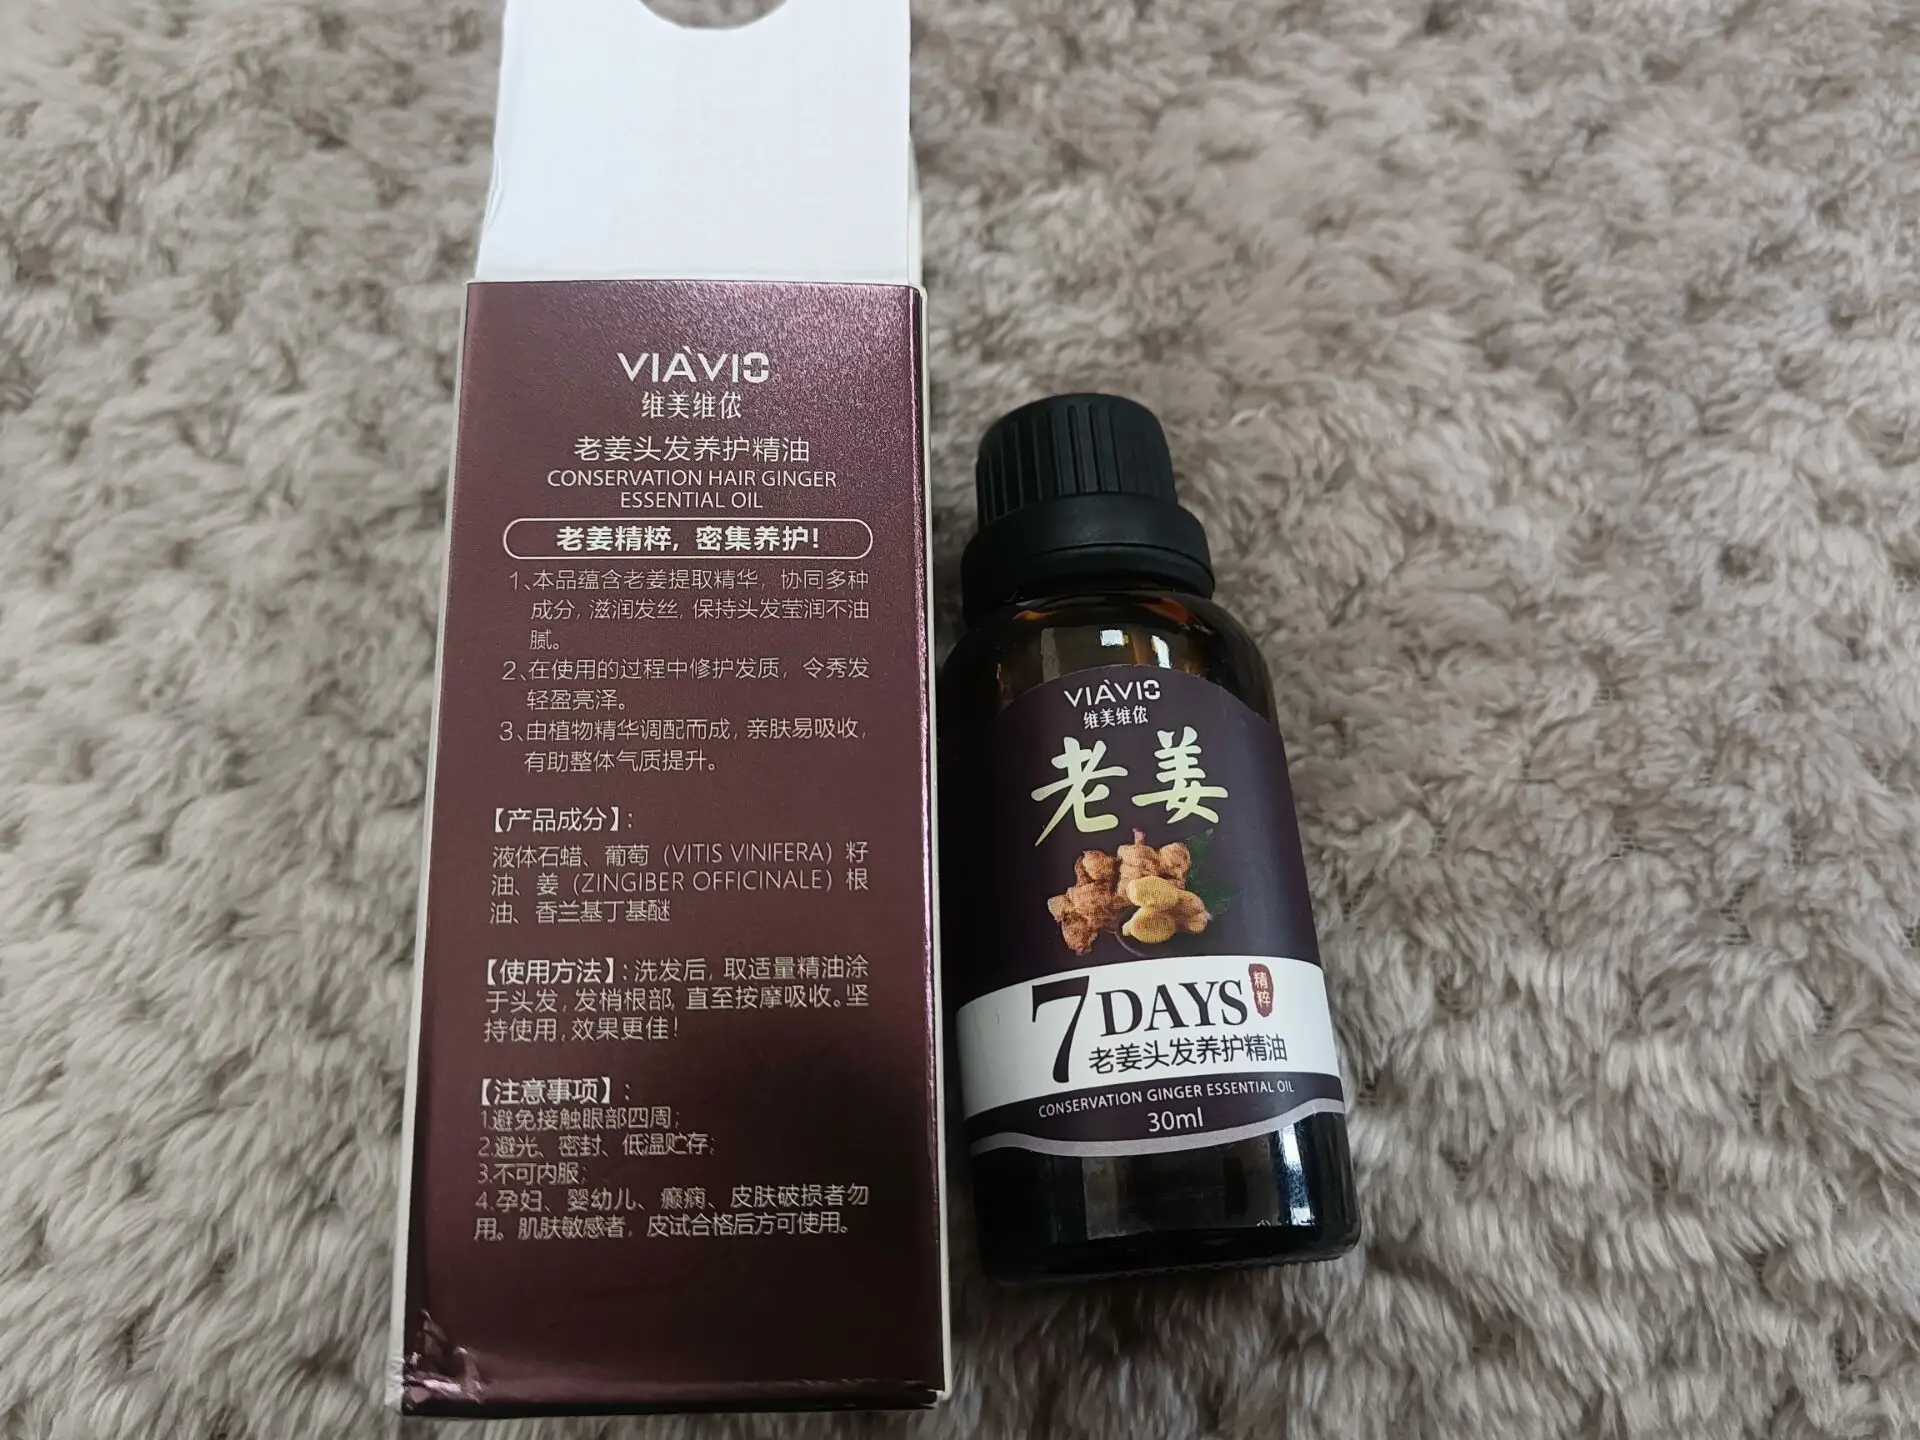 VIAVIO
维美维侬
老姜头发养护精油
CONSERVATION HAIR GINGER
ESSENTIAL OIL
老姜精粹，密集养护！
1、本品蕴含老姜提取精华，协同多种
成分，滋润发丝，保持头发莹润不油
腻。
2、在使用的过程中修护发质，令秀发
轻盈亮泽。
3、由植物精华调配而成，亲肤易吸收，
有助整体气质提升。
【产品成分】：
液体石蜡、葡萄（VITIS VINIFERA）籽
油、姜（ZINGIBER OFFICINALE）根
油、香兰基丁基醚
【使用方法】：洗发后，取适量精油涂
于头发，发梢根部，直至按摩吸收。坚
持使用，效果更佳！
【注意事项】：
1.避免接触眼部四周；
2.避光、密封、低温贮存；
3.不可内服；
4.孕妇、婴幼儿、癫痫、皮肤破损者勿
用。肌肤敏感者，皮试合格后方可使用。
VIAVIO
维美维侬
老姜
7 DAYS 精粹
老姜头发养护精油
CONSERVATION GINGER ESSENTIAL OIL
30ml